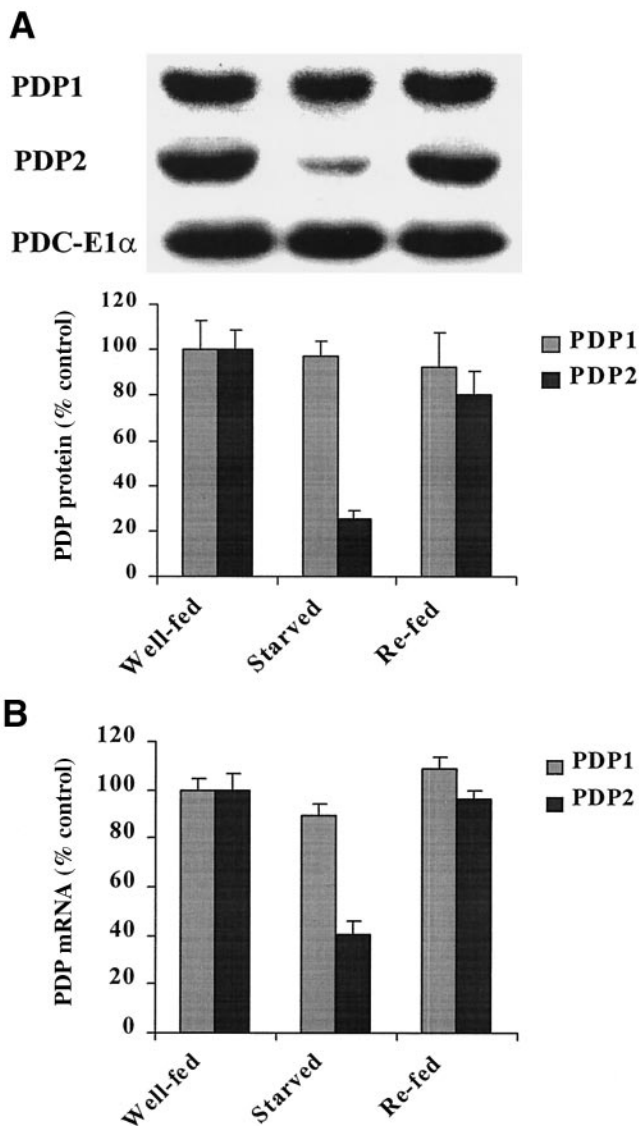 A
PDP1
PDP2
PDC-E1α
120
100
80
60
40
20
0
PDP protein (% control)
Well-fed
Starved
Re-fed
PDP1
PDP2
B
120
100
80
60
40
20
0
PDP mRNA (% control)
Well-fed
Starved
Re-fed
PDP1
PDP2